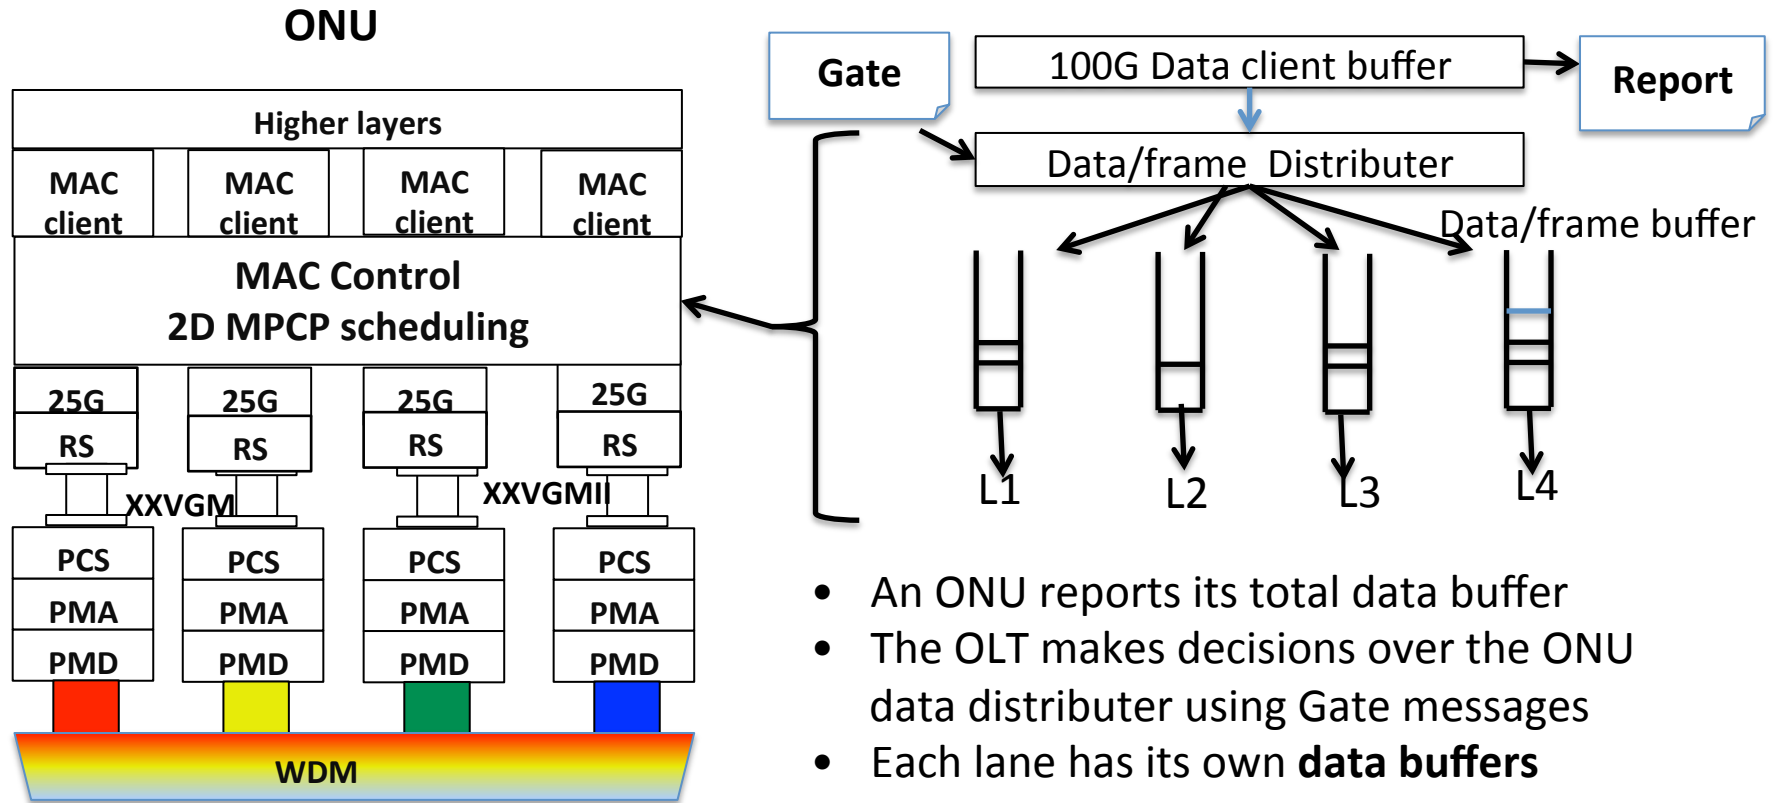 ONU
Higher layers
MAC client
MAC client
MAC client
MAC client
MAC Control
2D MPCP scheduling
25G
25G
25G
25G
RS
RS
RS
RS
XXVGM
XXVGMII
PCS
PCS
PCS
PCS
PMA
PMA
PMA
PMA
PMD
PMD
PMD
PMD
WDM
Gate
100G Data client buffer
Report
Data/frame Distributer
Data/frame buffer
L1
L2
L3
L4
• An ONU reports its total data buffer
• The OLT makes decisions over the ONU
data distributer using Gate messages
• Each lane has its own data buffers